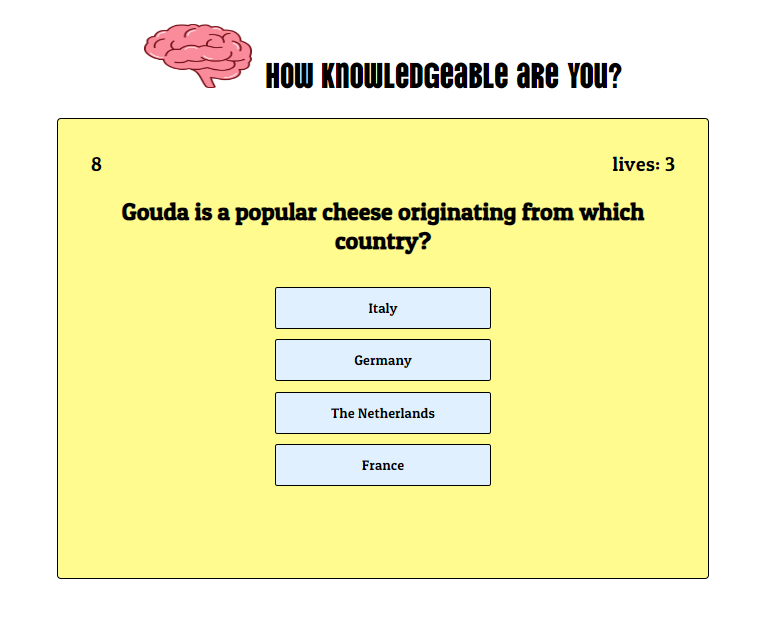 How Knowledgeable are you?
8
lives: 3
Gouda is a popular cheese originating from which
country?
Italy
Germany
The Netherlands
France